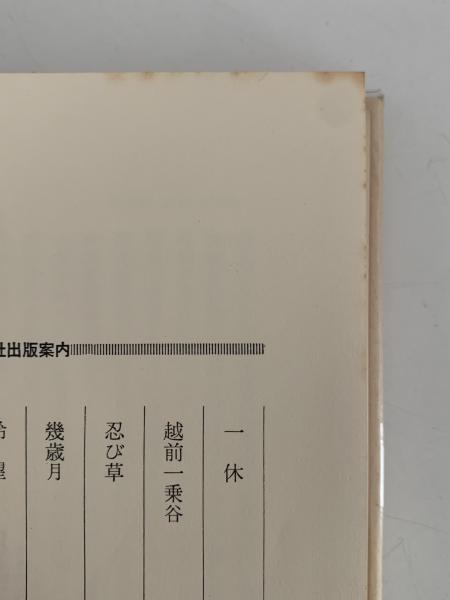 社出版案内
一休
越前一乗谷
忍び草
幾歳月